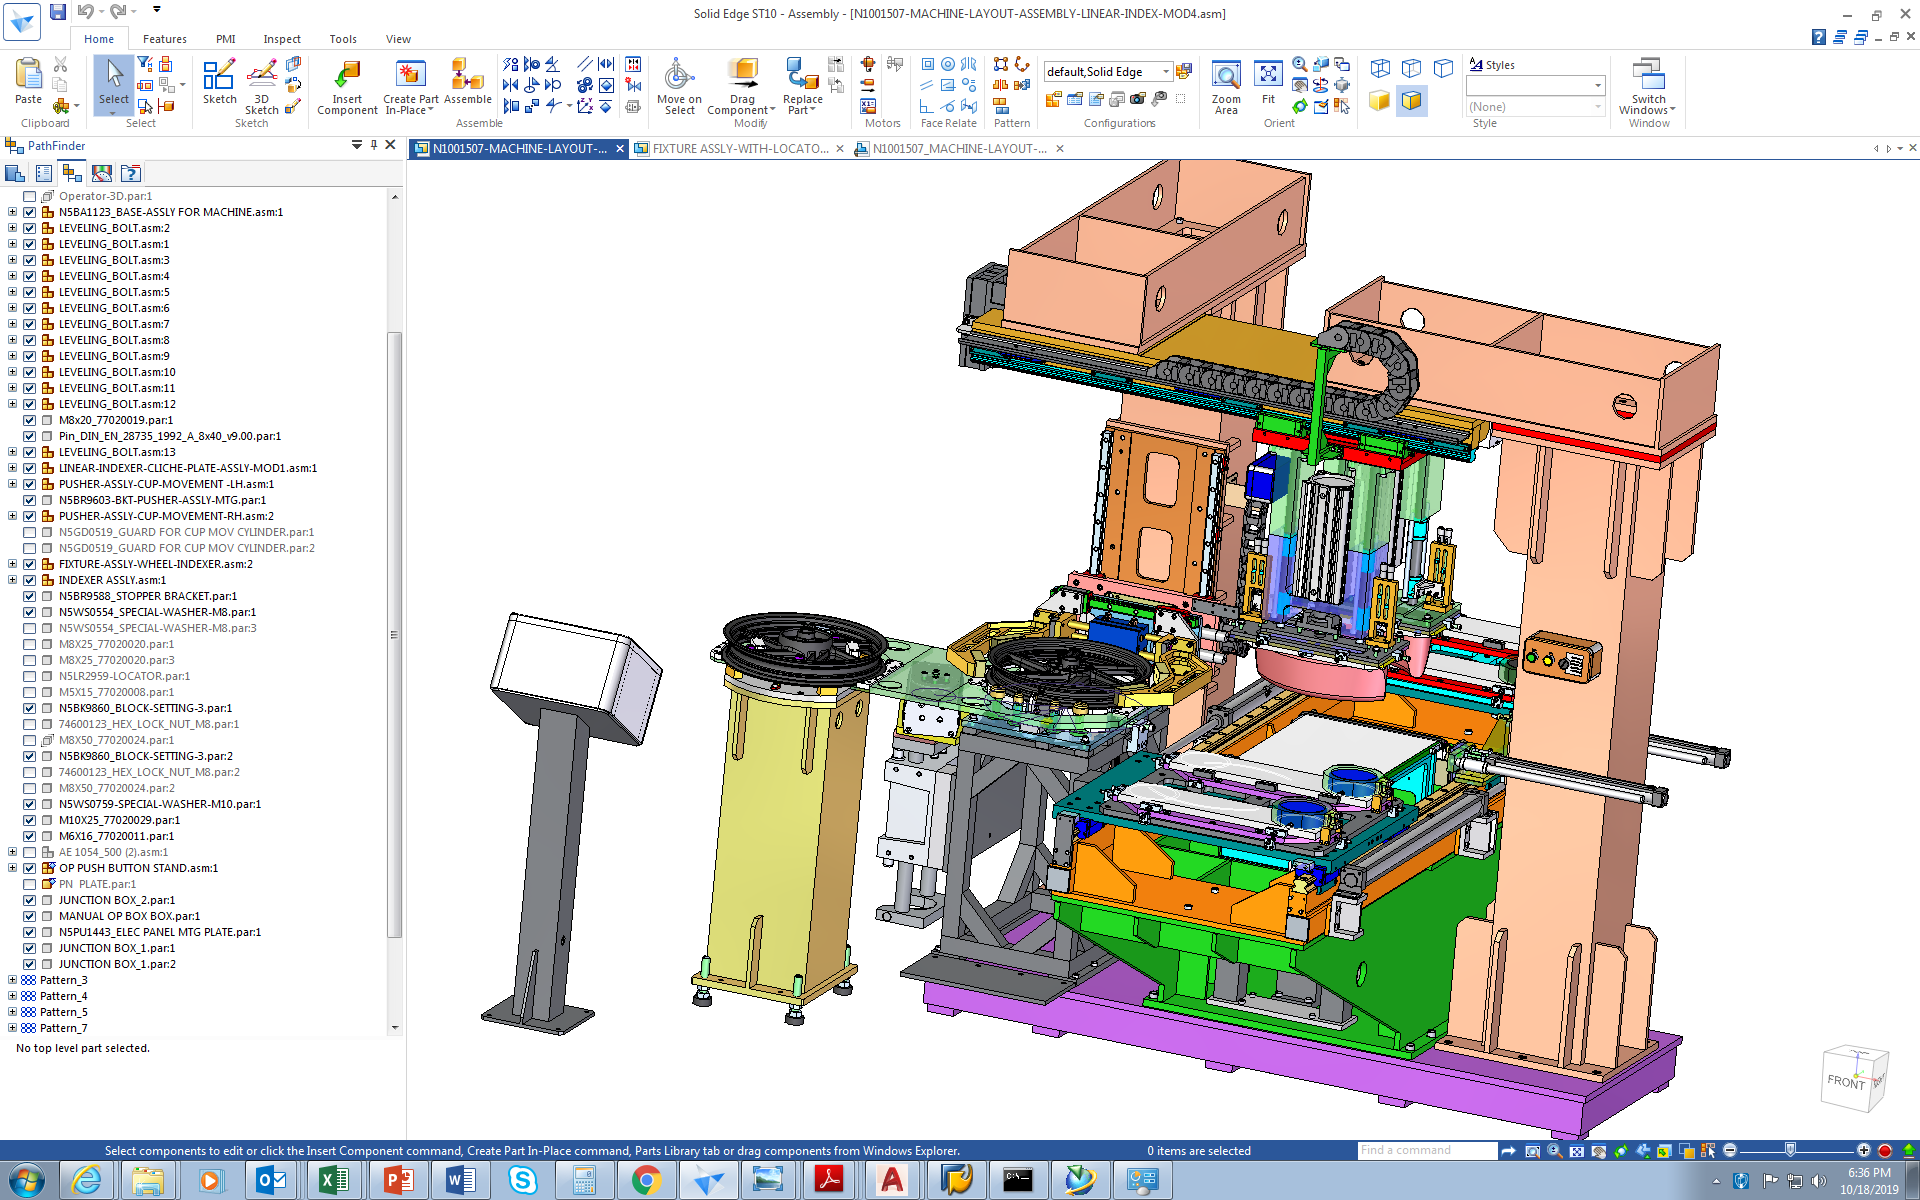 Solid Edge ST10 - Assembly - [N1001507-MACHINE-LAYOUT-ASSEMBLY-LINEAR-INDEX-MOD4.asm]
Home Features PMI Inspect Tools View
Paste
Clipboard
Select
Select
Sketch
3D Sketch
Sketch
Insert Component
Create Part In-Place
Assemble
Assemble
Move on Select
Drag Component
Replace Part
Modify
Motors
Face Relate
Pattern
default,Solid Edge
Configurations
Zoom Area
Fit
Orient
Styles
(None)
Style
Switch Windows
Window
PathFinder
N1001507-MACHINE-LAYOUT-...
FIXTURE ASSLY-WITH-LOCATO...
N1001507_MACHINE-LAYOUT-...
Operator-3D.par:1
N5BA1123_BASE-ASSLY FOR MACHINE.asm:1
LEVELING_BOLT.asm:2
LEVELING_BOLT.asm:1
LEVELING_BOLT.asm:3
LEVELING_BOLT.asm:4
LEVELING_BOLT.asm:5
LEVELING_BOLT.asm:6
LEVELING_BOLT.asm:7
LEVELING_BOLT.asm:8
LEVELING_BOLT.asm:9
LEVELING_BOLT.asm:10
LEVELING_BOLT.asm:11
LEVELING_BOLT.asm:12
M8x20_77020019.par:1
Pin_DIN_EN_28735_1992_A_8x40_v9.00.par:1
LEVELING_BOLT.asm:13
LINEAR-INDEXER-CLICHE-PLATE-ASSLY-MOD1.asm:1
PUSHER-ASSLY-CUP-MOVEMENT -LH.asm:1
N5BR9603-BKT-PUSHER-ASSLY-MTG.par:1
PUSHER-ASSLY-CUP-MOVEMENT-RH.asm:2
N5GD0519_GUARD FOR CUP MOV CYLINDER.par:1
N5GD0519_GUARD FOR CUP MOV CYLINDER.par:2
FIXTURE-ASSLY-WHEEL-INDEXER.asm:2
INDEXER ASSLY.asm:1
N5BR9588_STOPPER BRACKET.par:1
N5WS0554_SPECIAL-WASHER-M8.par:1
N5WS0554_SPECIAL-WASHER-M8.par:3
M8X25_77020020.par:1
M8X25_77020020.par:3
N5LR2959-LOCATOR.par:1
M5X15_77020008.par:1
N5BK9860_BLOCK-SETTING-3.par:1
74600123_HEX_LOCK_NUT_M8.par:1
M8X50_77020024.par:1
N5BK9860_BLOCK-SETTING-3.par:2
74600123_HEX_LOCK_NUT_M8.par:2
M8X50_77020024.par:2
N5WS0759-SPECIAL-WASHER-M10.par:1
M10X25_77020029.par:1
M6X16_77020011.par:1
AE 1054_500 (2).asm:1
OP PUSH BUTTON STAND.asm:1
PN_PLATE.par:1
JUNCTION BOX_2.par:1
MANUAL OP BOX BOX.par:1
N5PU1443_ELEC PANEL MTG PLATE.par:1
JUNCTION BOX_1.par:1
JUNCTION BOX_1.par:2
Pattern_3
Pattern_4
Pattern_5
Pattern_7
No top level part selected.
FRONT
Select components to edit or click the Insert Component command, Create Part In-Place command, Parts Library tab or drag components from Windows Explorer.
0 items are selected
Find a command
6:36 PM
10/18/2019